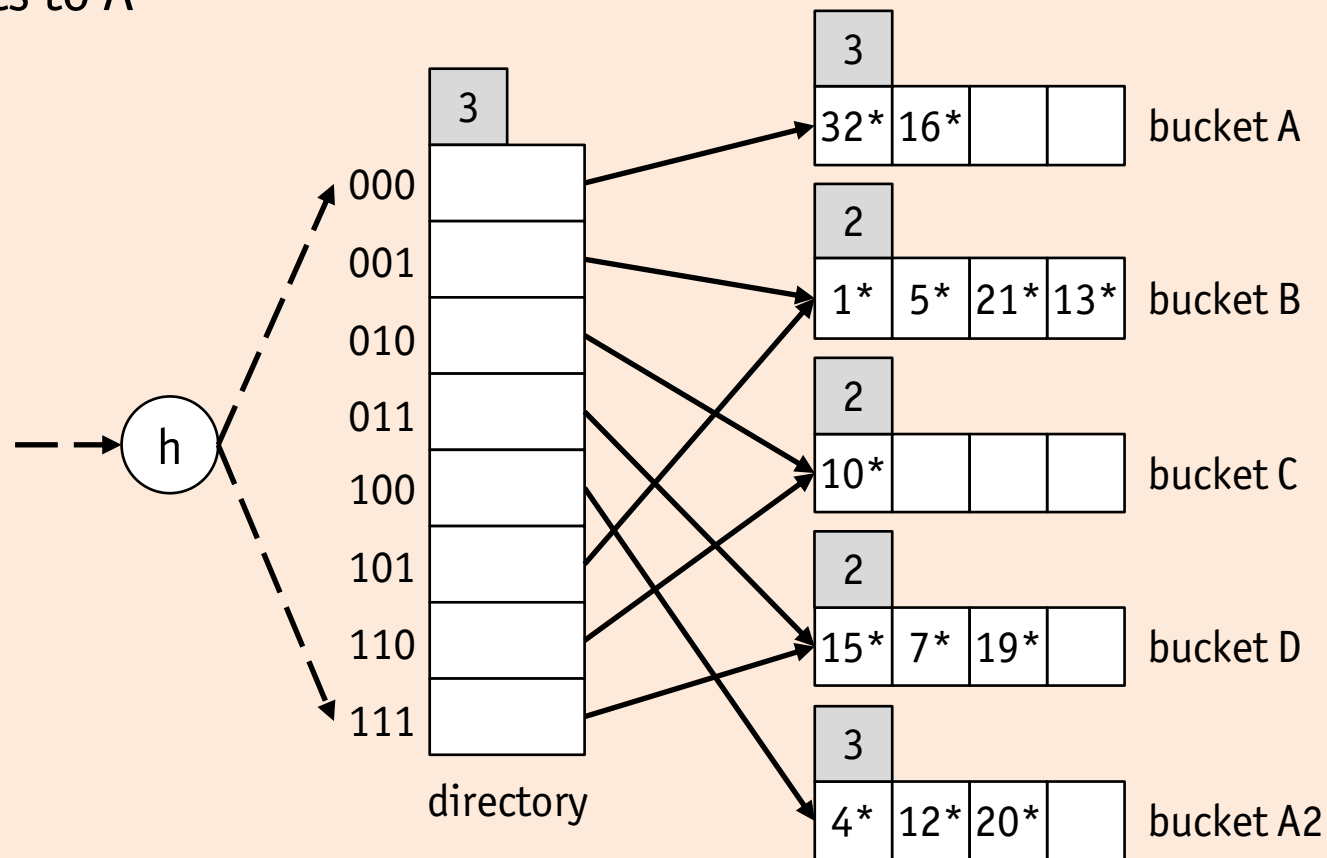 to A
3
3
32* 16* bucket A
000
2
001
1* 5* 21* 13* bucket B
010
2
011
h
10* bucket C
100
2
101
110
15* 7* 19* bucket D
111
3
directory
4* 12* 20* bucket A2